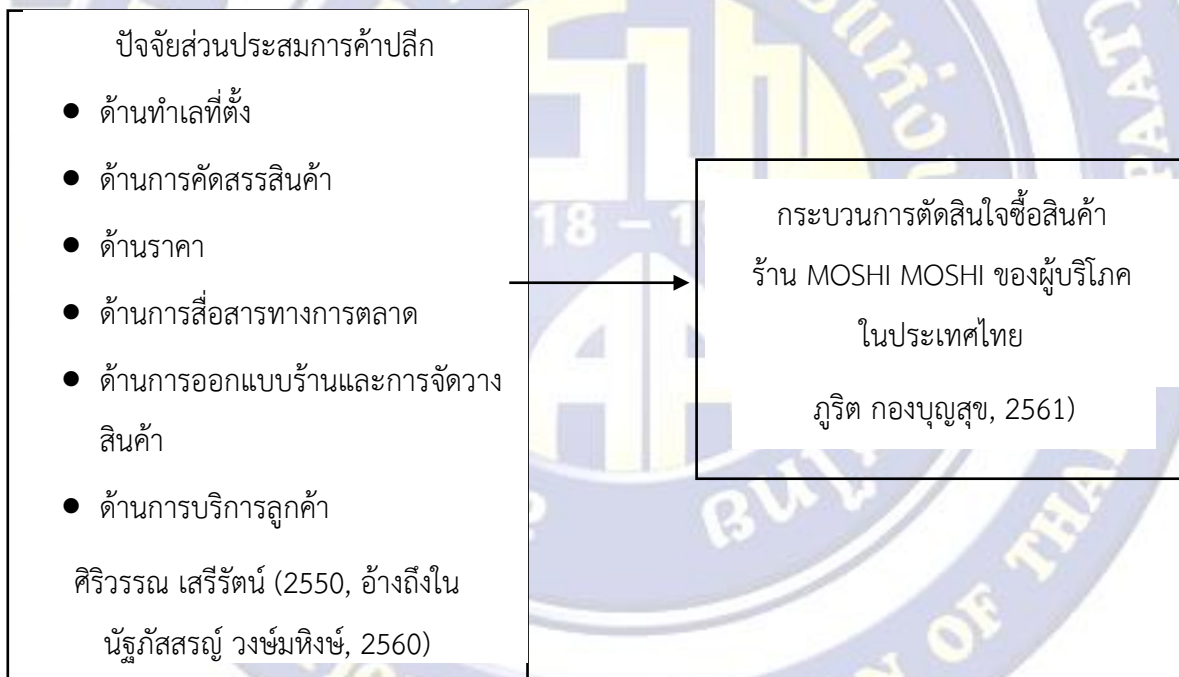 ปัจจัยส่วนประสมการค้าปลีก
● ด้านทำเลที่ตั้ง
● ด้านการคัดสรรสินค้า
● ด้านราคา
● ด้านการสื่อสารทางการตลาด
● ด้านการออกแบบร้านและการจัดวาง
สินค้า
● ด้านการบริการลูกค้า
ศิริวรรณ เสรีรัตน์ (2550, อ้างถึงใน
นัฐภัสสรญ์ วงษ์มหิงษ์, 2560)
กระบวนการตัดสินใจซื้อสินค้า
ร้าน MOSHI MOSHI ของผู้บริโภค
ในประเทศไทย
ภูริต กองบุญสุข, 2561)
18 – 1
OF THA